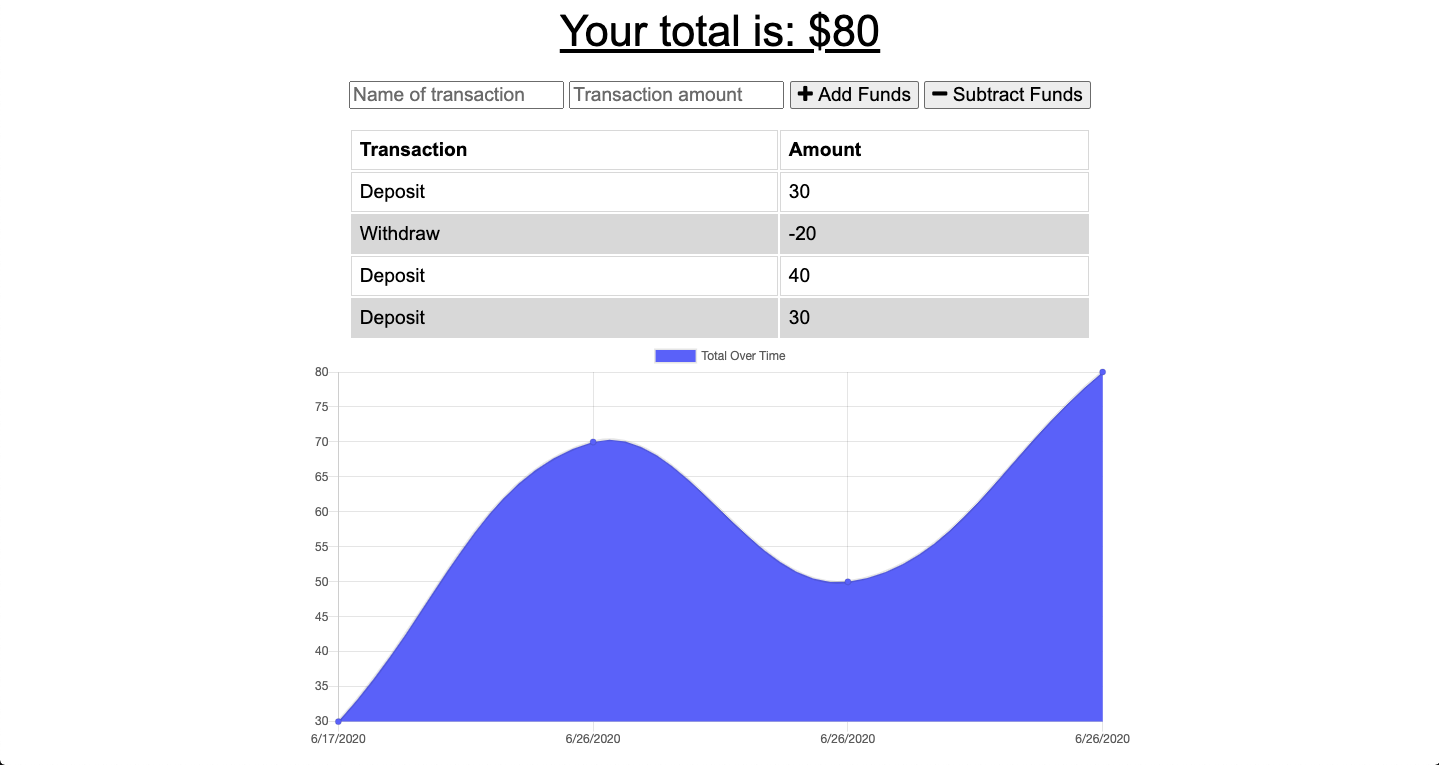 Your total is: $80
Name of transaction Transaction amount Add Funds Subtract Funds
Transaction Amount
Deposit 30
Withdraw -20
Deposit 40
Deposit 30
Total Over Time
80
75
70
65
60
55
50
45
40
35
30
6/17/2020 6/26/2020 6/26/2020 6/26/2020